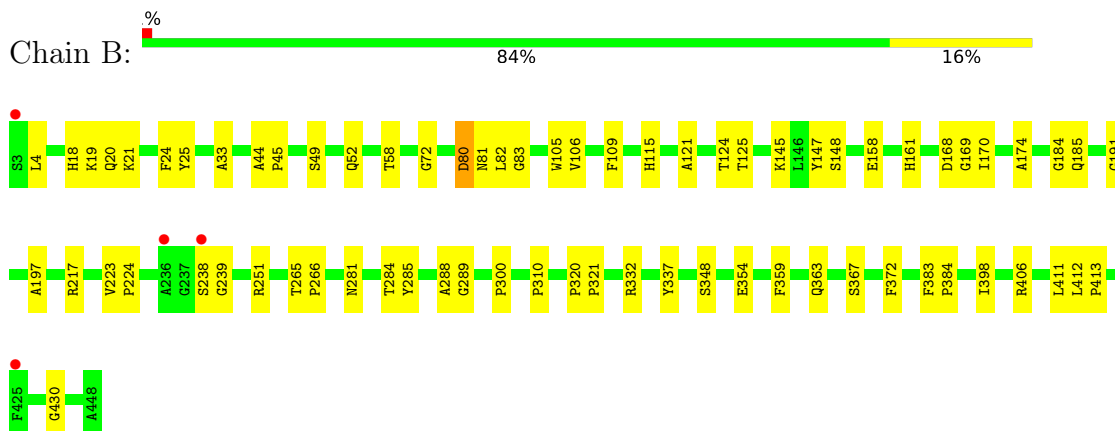 .%
Chain B:
84% 16%
S3 L4 H18 K19 Q20 K21 F24 Y25 A33 A44 P45 S49 Q52 T58 G72 D80 N81 L82 G83 W105 V106 F109 H115 A121 T124 T125 K145 L146 Y147 S148 E158 H161 D168 G169 I170 A174 G184 Q185
A197 R217 V223 P224 A236 G237 S238 G239 R251 T265 P266 N281 T284 Y285 A288 G289 P300 P310 P320 P321 R332 Y337 S348 E354 F359 Q363 S367 F372 F383 P384 I398 R406 L411 L412 P413
F425 G430 A448